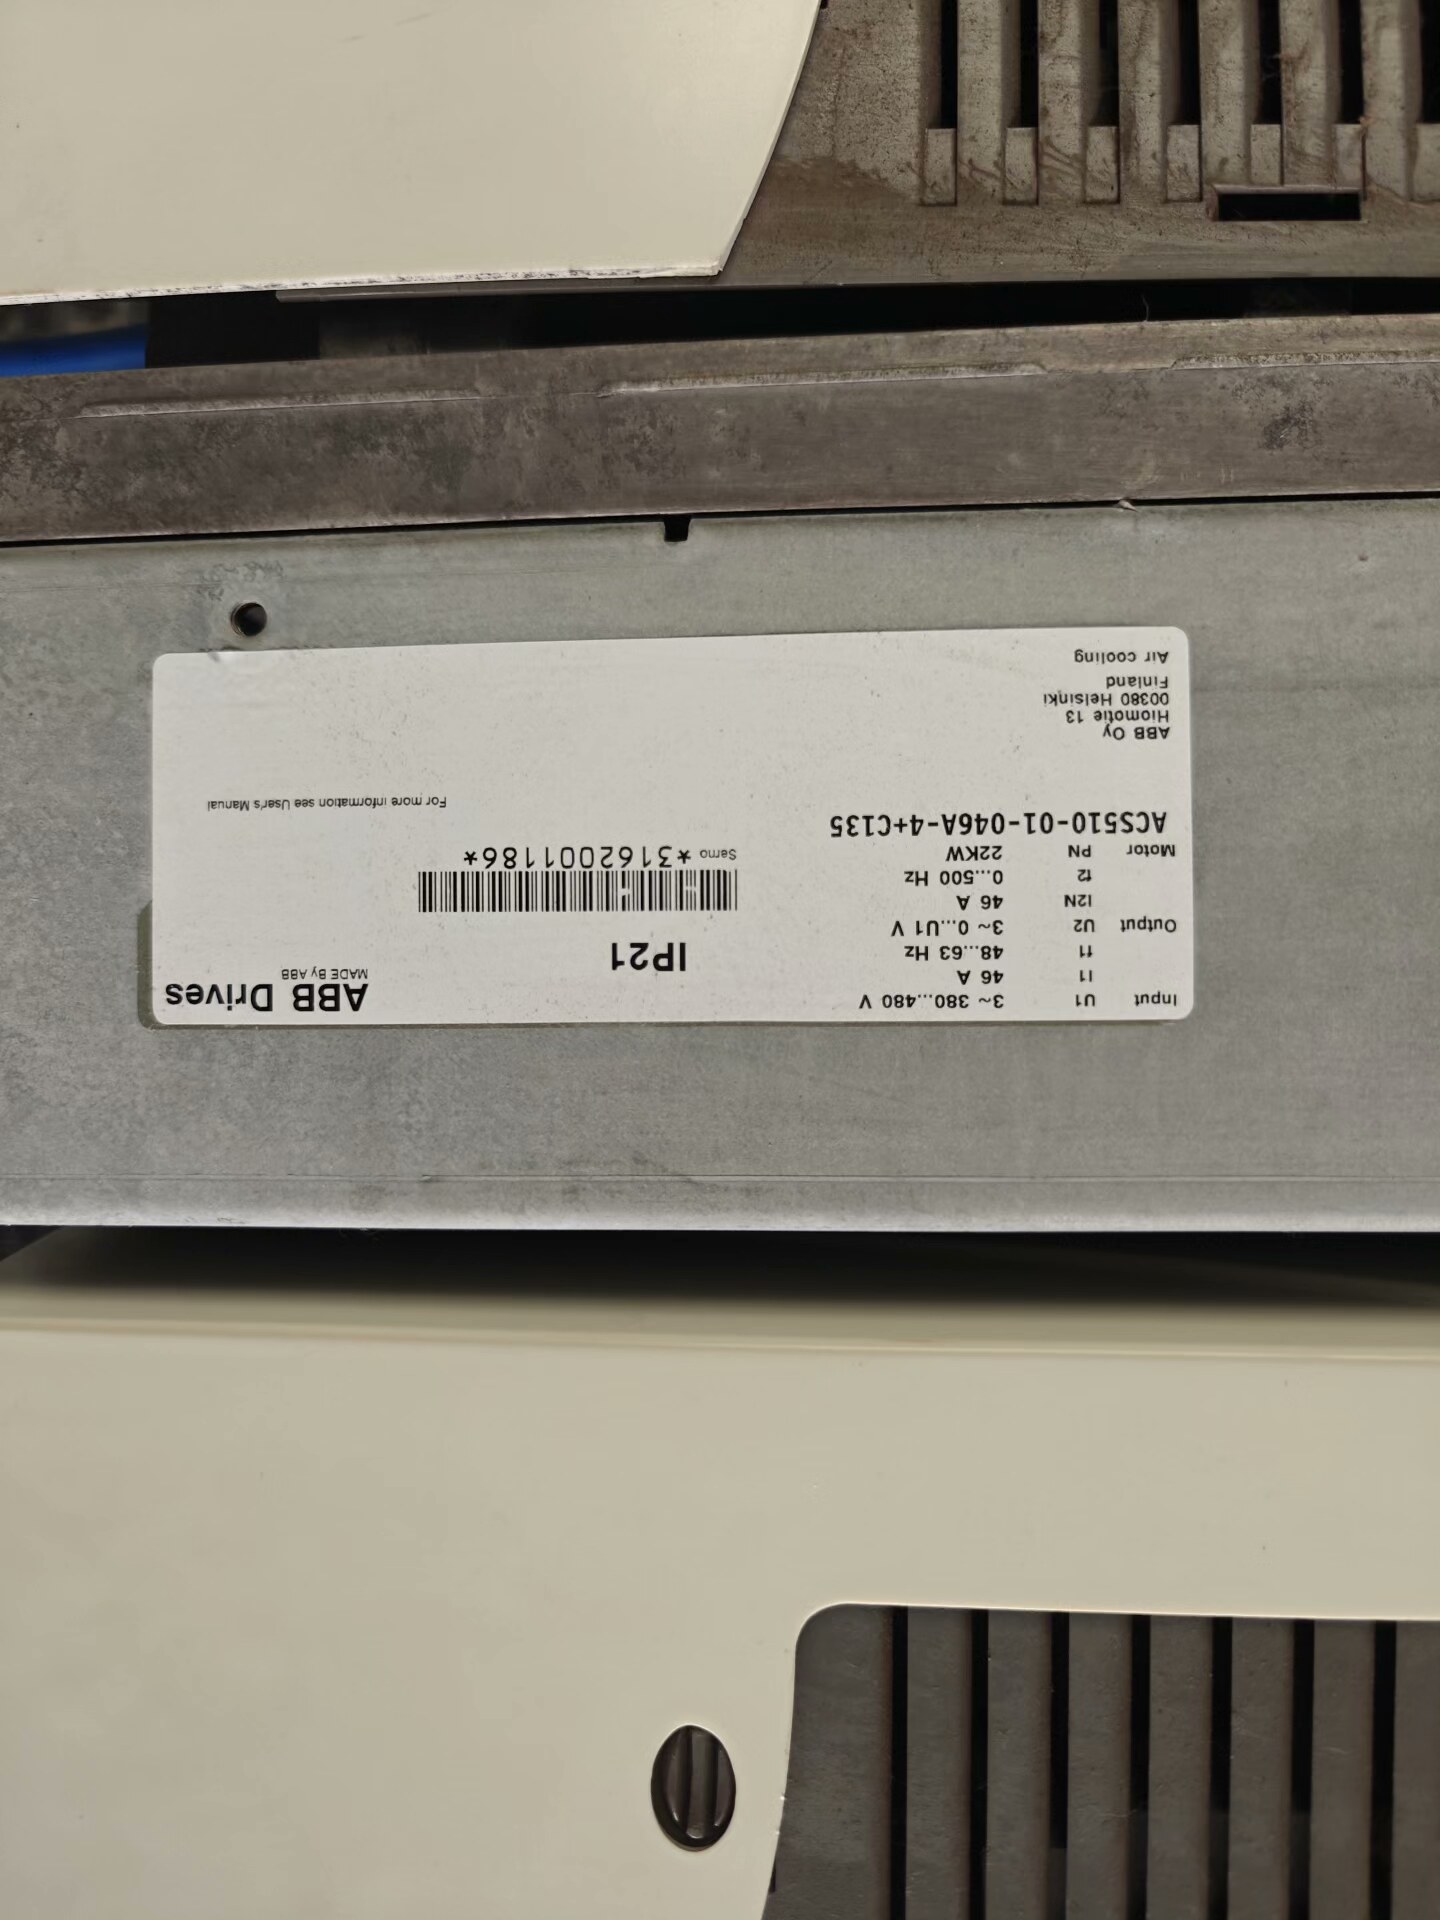 Input U1 3~ 380...480 V
I1 46 A
f1 48...63 Hz
Output U2 3~ 0...U1 V
I2N 46 A
f2 0...500 Hz
Motor PN 22KW
ACS510-01-046A-4+C135
ABB Oy
Hiomotie 13
00380 Helsinki
Finland
Air cooling
IP21
Serno *3162001186*
ABB Drives
MADE By ABB
For more information see User's Manual